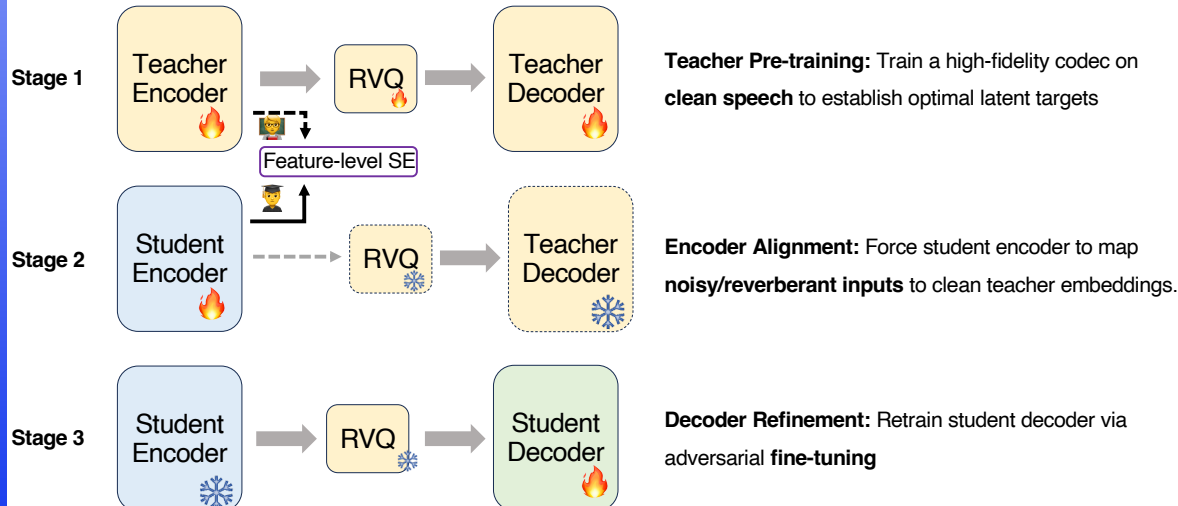 Stage 1
Teacher
Encoder
RVQ
Teacher
Decoder
Teacher Pre-training: Train a high-fidelity codec on
clean speech to establish optimal latent targets
Feature-level SE
Stage 2
Student
Encoder
RVQ
Teacher
Decoder
Encoder Alignment: Force student encoder to map
noisy/reverberant inputs to clean teacher embeddings.
Stage 3
Student
Encoder
RVQ
Student
Decoder
Decoder Refinement: Retrain student decoder via
adversarial fine-tuning